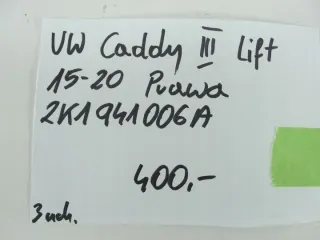 VW Caddy III Lift
15-20 Prawa
2K1941006A
400,-
3 uch.